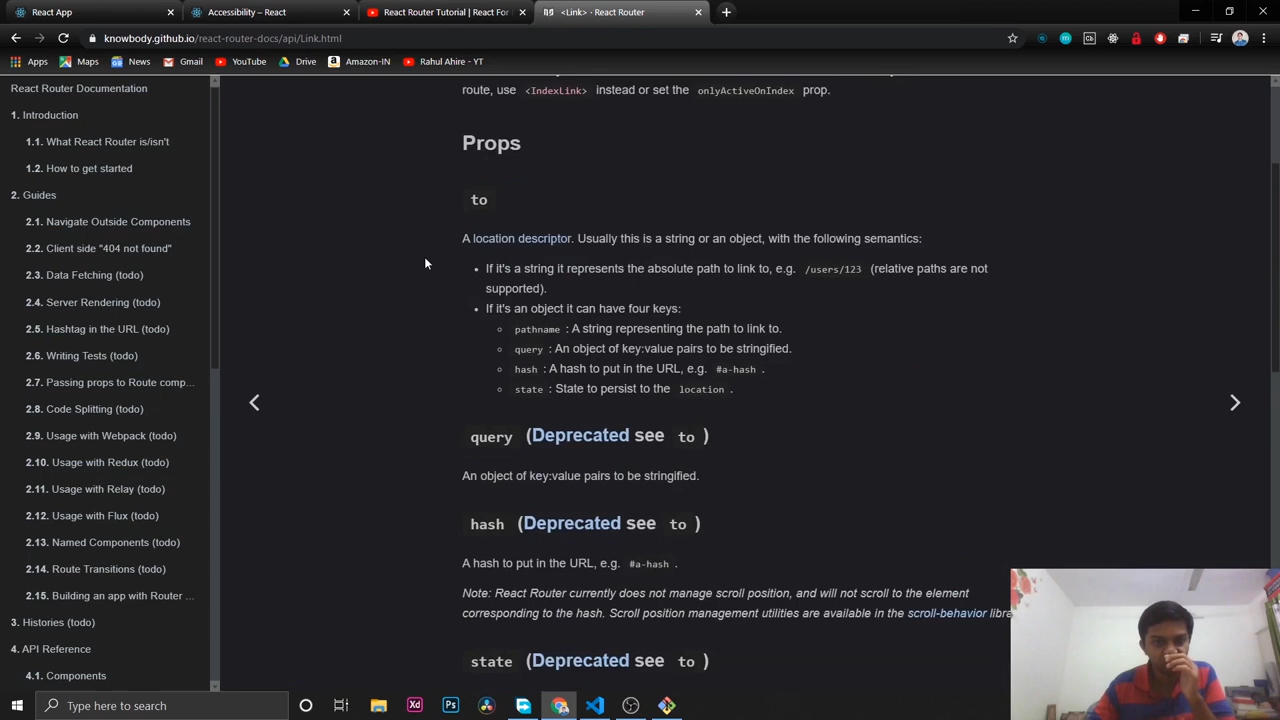 React App
Accessibility – React
React Router Tutorial | React For
<Link> · React Router
knowbody.github.io/react-router-docs/api/Link.html
Apps
Maps
News
Gmail
YouTube
Drive
Amazon-IN
Rahul Ahire - YT
React Router Documentation
1. Introduction
1.1. What React Router is/isn't
1.2. How to get started
2. Guides
2.1. Navigate Outside Components
2.2. Client side "404 not found"
2.3. Data Fetching (todo)
2.4. Server Rendering (todo)
2.5. Hashtag in the URL (todo)
2.6. Writing Tests (todo)
2.7. Passing props to Route comp...
2.8. Code Splitting (todo)
2.9. Usage with Webpack (todo)
2.10. Usage with Redux (todo)
2.11. Usage with Relay (todo)
2.12. Usage with Flux (todo)
2.13. Named Components (todo)
2.14. Route Transitions (todo)
2.15. Building an app with Router ...
3. Histories (todo)
4. API Reference
4.1. Components
route, use <IndexLink> instead or set the onlyActiveOnIndex prop.
Props
to
A location descriptor. Usually this is a string or an object, with the following semantics:
• If it's a string it represents the absolute path to link to, e.g. /users/123 (relative paths are not
supported).
• If it's an object it can have four keys:
◦ pathname : A string representing the path to link to.
◦ query : An object of key:value pairs to be stringified.
◦ hash : A hash to put in the URL, e.g. #a-hash .
◦ state : State to persist to the location .
query (Deprecated see to )
An object of key:value pairs to be stringified.
hash (Deprecated see to )
A hash to put in the URL, e.g. #a-hash .
Note: React Router currently does not manage scroll position, and will not scroll to the element
corresponding to the hash. Scroll position management utilities are available in the scroll-behavior libra
state (Deprecated see to )
Type here to search
Xd
Ps